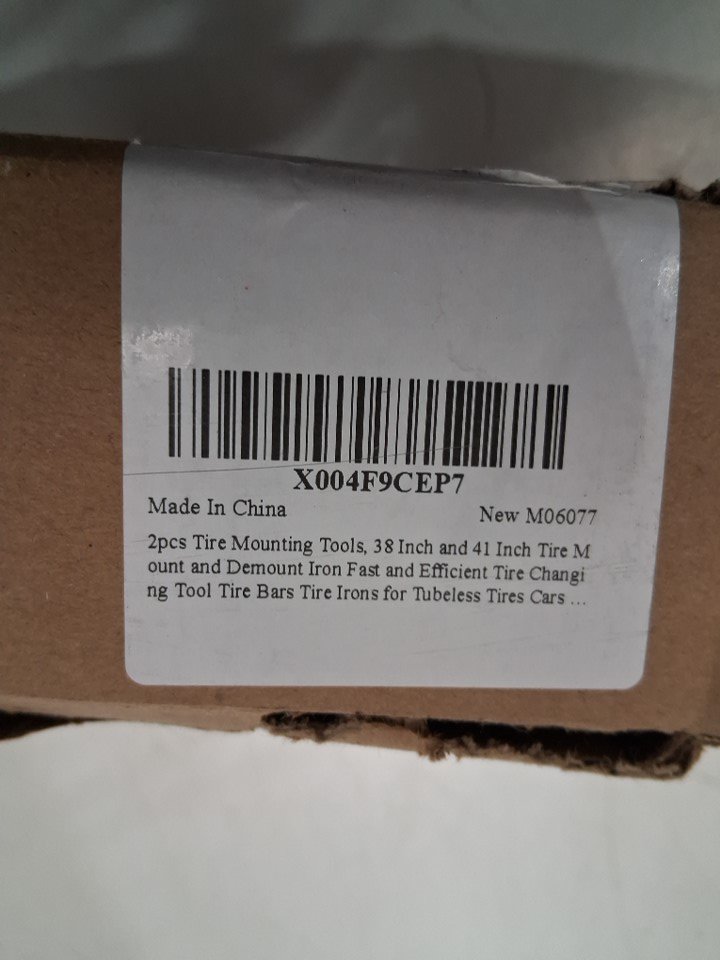 X004F9CEP7
Made In China New M06077
2pcs Tire Mounting Tools, 38 Inch and 41 Inch Tire M
ount and Demount Iron Fast and Efficient Tire Changi
ng Tool Tire Bars Tire Irons for Tubeless Tires Cars ...